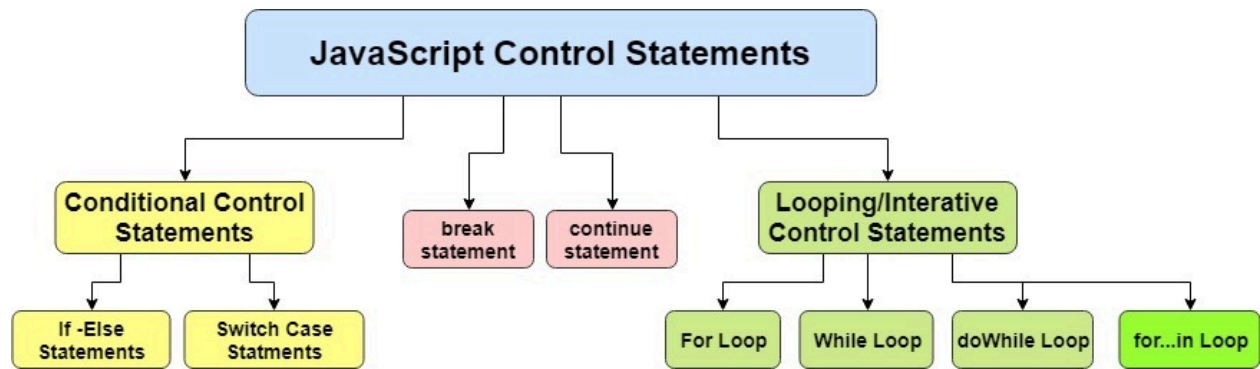 JavaScript Control Statements
Conditional Control
Statements
break
statement
continue
statement
Looping/Interative
Control Statements
If -Else
Statements
Switch Case
Statments
For Loop
While Loop
doWhile Loop
for...in Loop